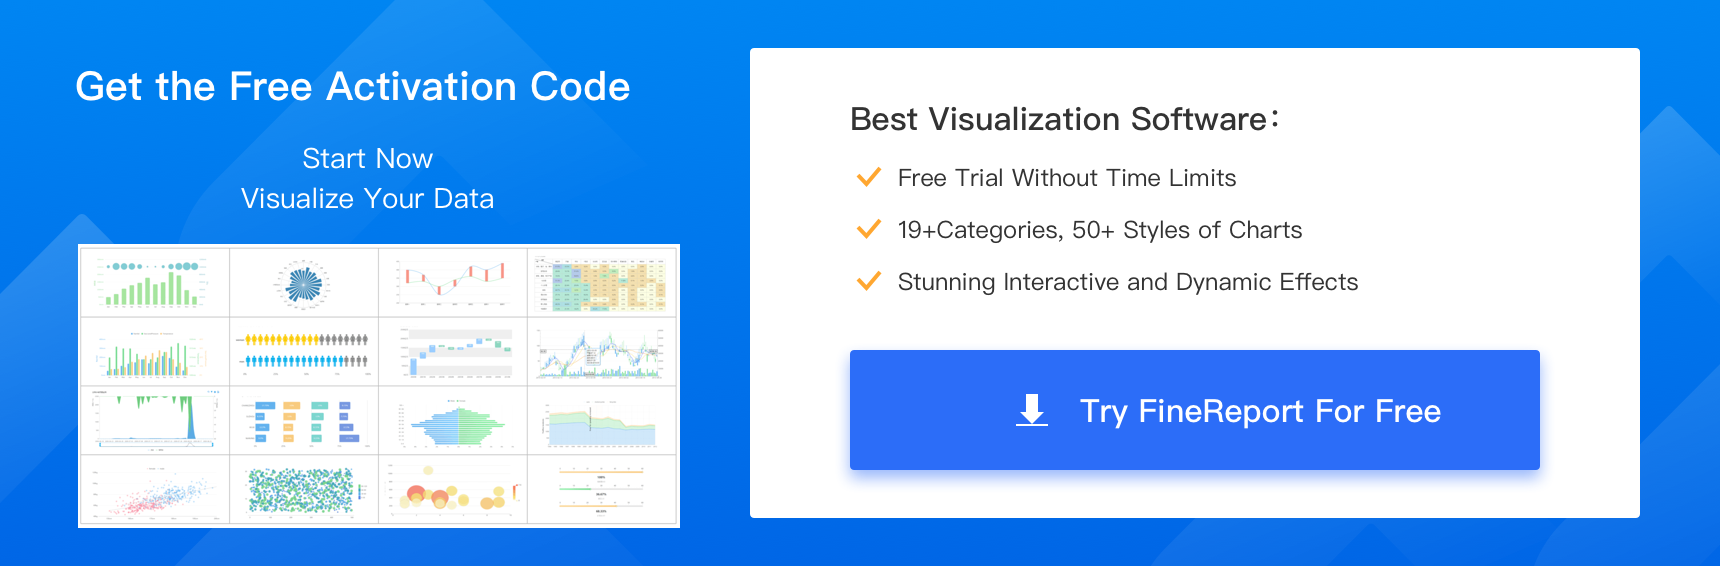 Get the Free Activation Code
Start Now
Visualize Your Data
Best Visualization Software:
Free Trial Without Time Limits
19+Categories, 50+ Styles of Charts
Stunning Interactive and Dynamic Effects
Try FineReport For Free